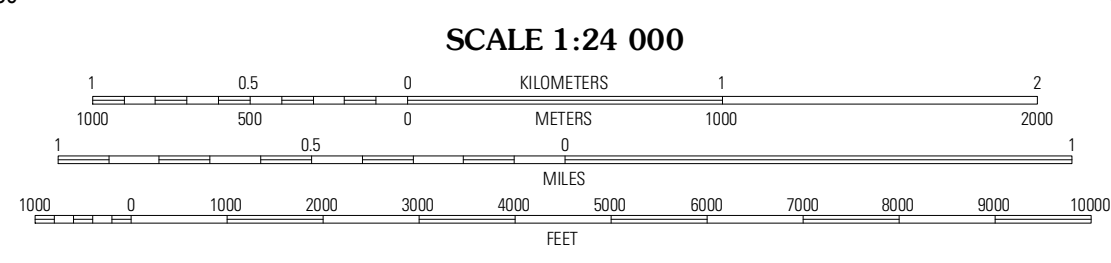 SCALE 1:24 000
1 0.5 0 KILOMETERS 1 2
1000 500 0 METERS 1000 2000
1 0.5 0 1
MILES
1000 0 1000 2000 3000 4000 5000 6000 7000 8000 9000 10000
FEET